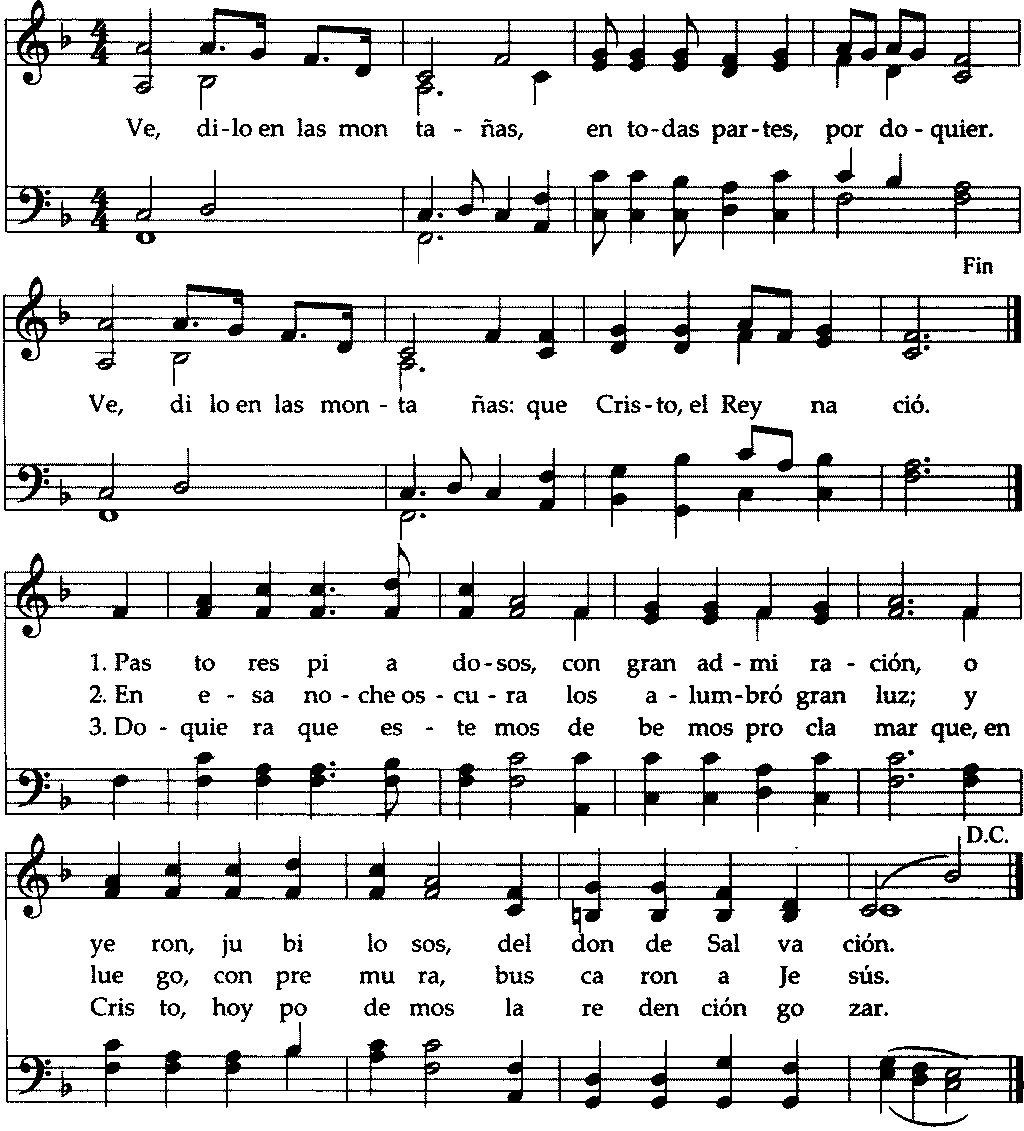 Ve, di-lo en las mon ta - ñas, en to-das par-tes, por do-quier.
Fin
Ve, di lo en las mon - ta ñas: que Cris-to, el Rey na ció.
1. Pas to res pi a do-sos, con gran ad-mi ra-ción, o
2. En e-sa no-che os-cu-ra los a-lum-bró gran luz; y
3. Do-quie ra que es-te mos de be mos pro cla mar que, en
D.C.
ye ron, ju bi lo sos, del don de Sal va ción.
lue go, con pre mu ra, bus ca ron a Je sús.
Cris to, hoy po de mos la re den ción go zar.